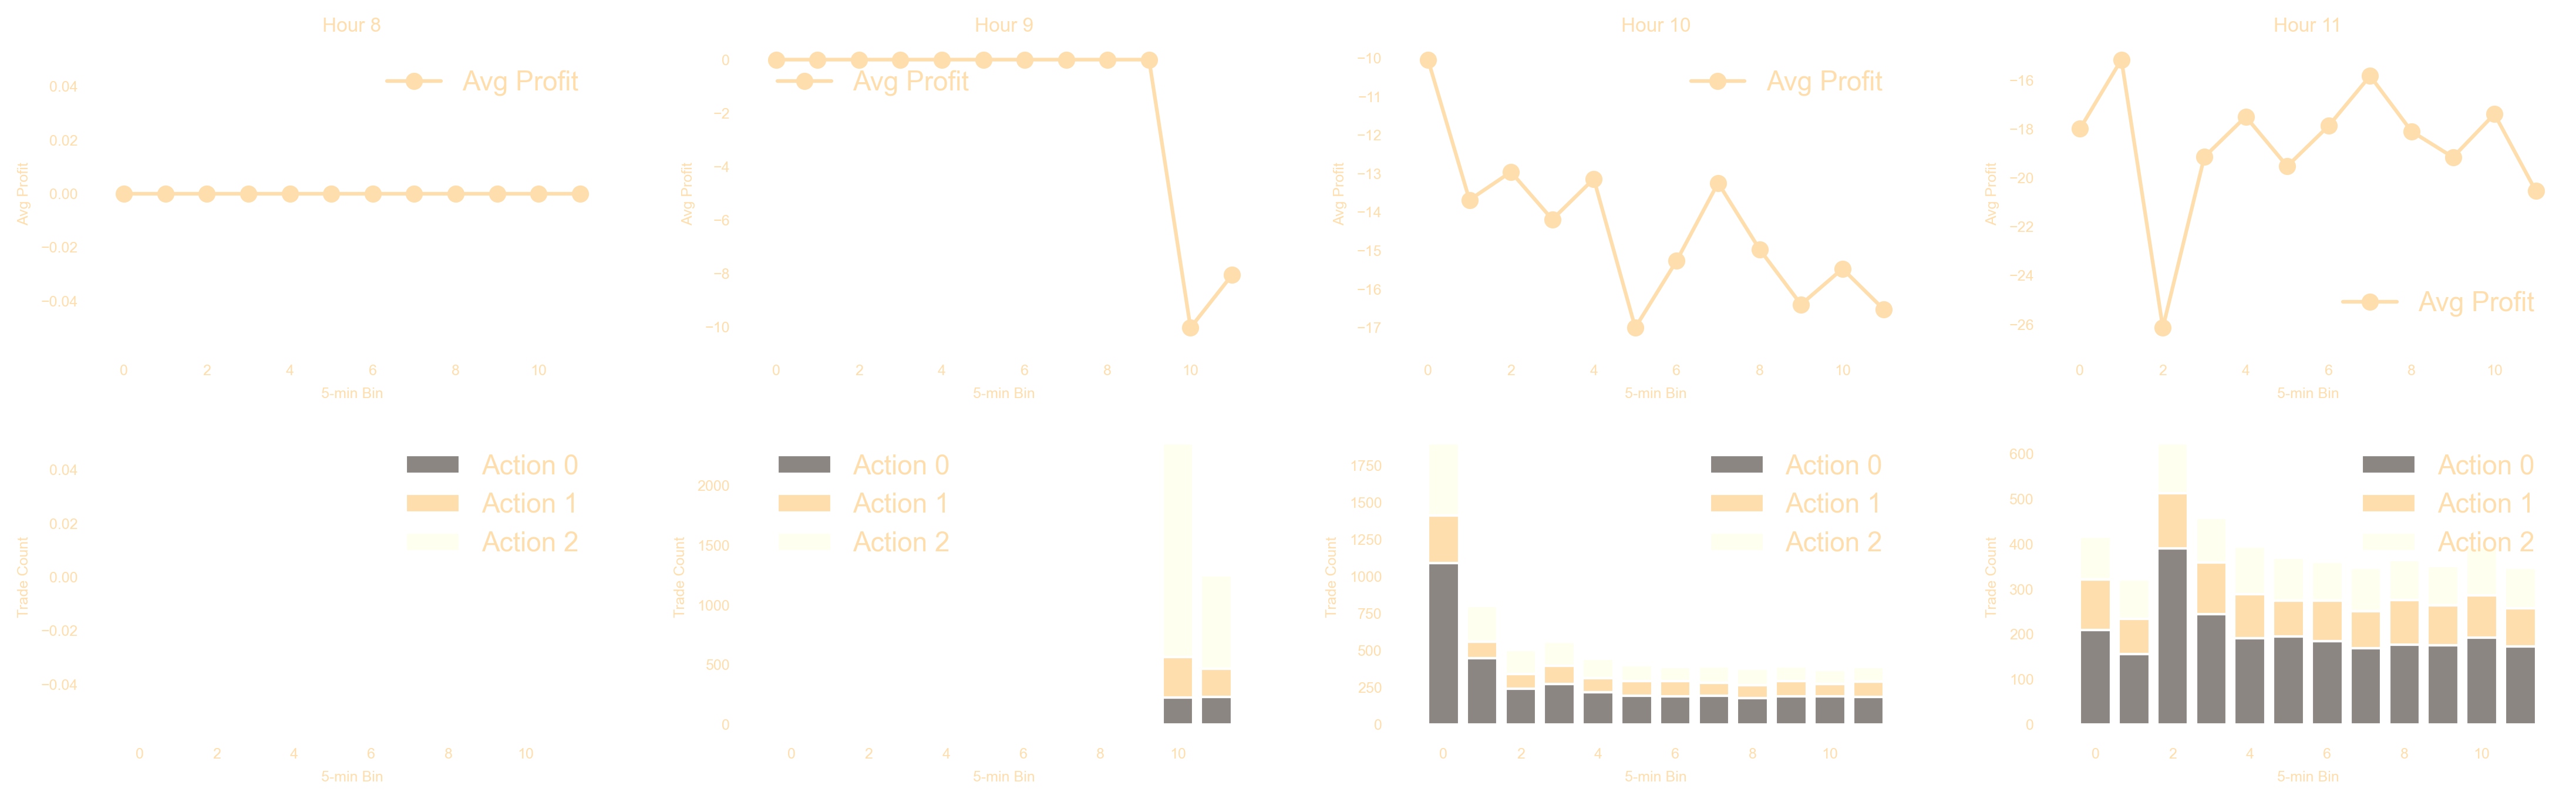 Hour 8
Avg Profit
0.04
0.02
0.00
−0.02
−0.04
Avg Profit
0 2 4 6 8 10
5-min Bin
Hour 9
Avg Profit
0
−2
−4
−6
−8
−10
Avg Profit
0 2 4 6 8 10
5-min Bin
Hour 10
Avg Profit
−10
−11
−12
−13
−14
−15
−16
−17
Avg Profit
0 2 4 6 8 10
5-min Bin
Hour 11
Avg Profit
−16
−18
−20
−22
−24
−26
Avg Profit
0 2 4 6 8 10
5-min Bin
Trade Count
0.04
0.02
0.00
−0.02
−0.04
Action 0
Action 1
Action 2
0 2 4 6 8 10
5-min Bin
Trade Count
2000
1500
1000
500
0
Action 0
Action 1
Action 2
0 2 4 6 8 10
5-min Bin
Trade Count
1750
1500
1250
1000
750
500
250
0
Action 0
Action 1
Action 2
0 2 4 6 8 10
5-min Bin
Trade Count
600
500
400
300
200
100
0
Action 0
Action 1
Action 2
0 2 4 6 8 10
5-min Bin